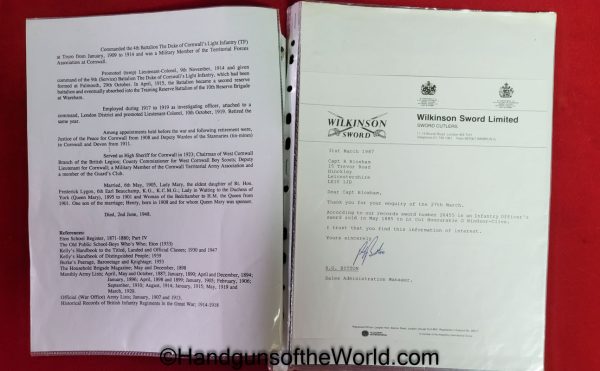 Commanded the 4th Battalion The Duke of Cornwall's Light Infantry (TF)
at Truro from January, 1909 to 1914 and was a Military Member of the Territorial Forces
Association at Cornwall.
Promoted (temp) Lieutenant-Colonel, 9th November, 1914 and given
command of the 9th (Service) Battalion The Duke of Cornwall's Light Infantry, which had been
formed at Falmouth, 29th October. In April, 1915, the Battalion became a second reserve
battalion and eventually absorbed into the Training Reserve Battalion of the 10th Reserve Brigade
at Wareham.
Employed during 1917 to 1919 as investigating officer, attached to a
command, London District and promoted Lieutenant-Colonel, 10th October, 1919. Retired the
same year.
Among appointments held before the war and following retirement were,
Justice of the Peace for Cornwall from 1908 and Deputy Warden of the Stannaries (tin-mines)
in Cornwall and Devon from 1911.
Served as High Sheriff for Cornwall in 1923; Chairman of West Cornwall
Branch of the British Legion; County Commissioner for West Cornwall Boy Scouts; Deputy
Lieutenant for Cornwall; a Military Member of the Cornwall Territorial Army Association and
a member of the Guard's Club.
Married, 6th May, 1905, Lady Mary, the eldest daughter of Rt. Hon.
Frederick Lygon, 6th Earl Beauchamp, K.G., K.C.M.G.; Lady in Waiting to the Duchess of
York (Queen Mary), 1895 to 1901 and Woman of the Bedchamber to H.M. the Queen from
1901. One son of the marriage; Henry, born in 1908 and for whom Queen Mary was sponsor.
Died, 2nd June, 1948.
References:
Eton School Register, 1871-1880; Part IV
The Old Public School-Boys Who's Who; Eton (1933)
Kelly's Handbook to the Titled, Landed and Official Classes; 1930 and 1947
Kelly's Handbook of Distinguished People; 1939
Burke's Peerage, Baronetage and Knightage; 1953
The Household Brigade Magazine, May and December, 1898
Monthly Army Lists; April, May and October, 1887; January, 1890; April and December, 1894;
January, 1896; April, 1898 and 1899; January, 1903; February, 1906;
September, 1910; August, 1914; January, 1915; May, 1919 and
March, 1920.
Official (War Office) Army Lists; January, 1907 and 1913.
Historical Records of British Infantry Regiments in the Great War; 1914-1918
WILKINSON
SWORD
Wilkinson Sword Limited
SWORD CUTLERS
31st March 1987
Capt A Bloxham
Dunchley
Leicestershire
Dear Capt Bloxham,
Thank you for your enquiry of the 27th March.
According to our records sword number 26455 is an Infantry Officer's
sword sold in May 1885 to Col Honourable C Windsor-Clive.
I trust that you find this information of interest.
Yours sincerely
Sales Administration Manager.
©HandgunsoftheWorld.com